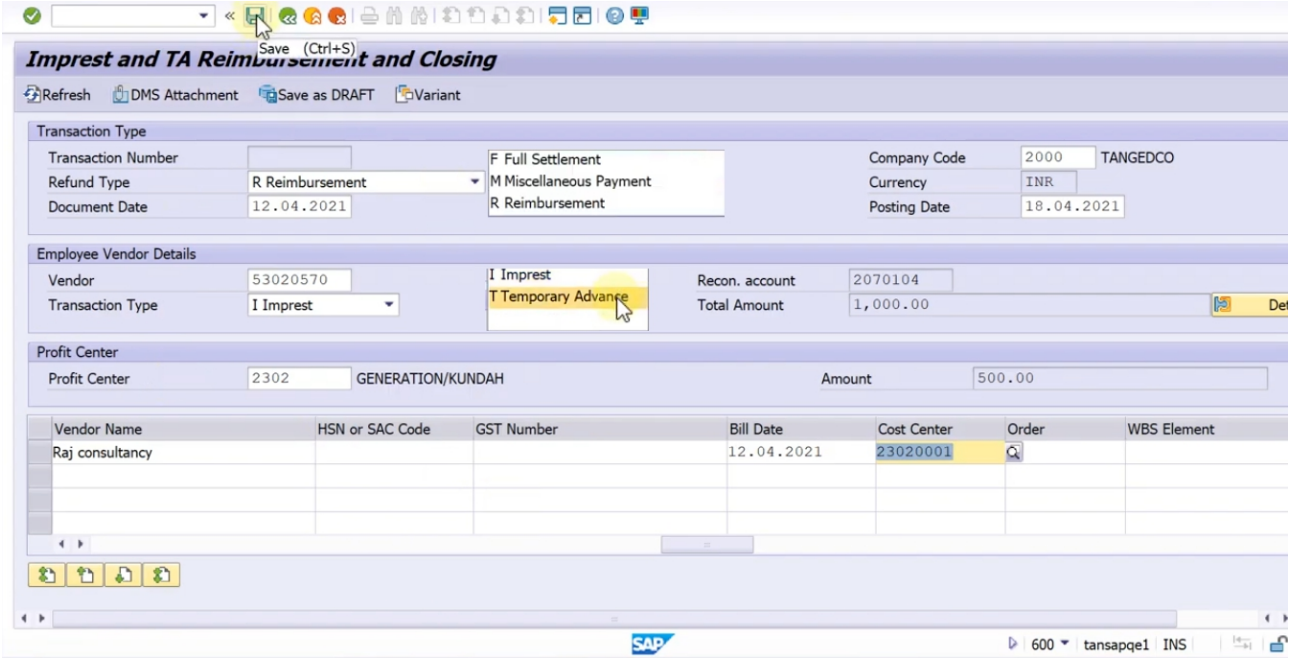 «
Save (Ctrl+S)
Imprest and TA Reimbursement and Closing
Refresh DMS Attachment Save as DRAFT Variant
Transaction Type
Transaction Number F Full Settlement Company Code 2000 TANGEDCO
Refund Type R Reimbursement M Miscellaneous Payment Currency INR
Document Date 12.04.2021 R Reimbursement Posting Date 18.04.2021
Employee Vendor Details
Vendor 53020570 I Imprest Recon. account 2070104
Transaction Type I Imprest T Temporary Advance Total Amount 1,000.00 Det
Profit Center
Profit Center 2302 GENERATION/KUNDAH Amount 500.00
Vendor Name HSN or SAC Code GST Number Bill Date Cost Center Order WBS Element
Raj consultancy 12.04.2021 23020001
SAP 600 tansapqe1 INS